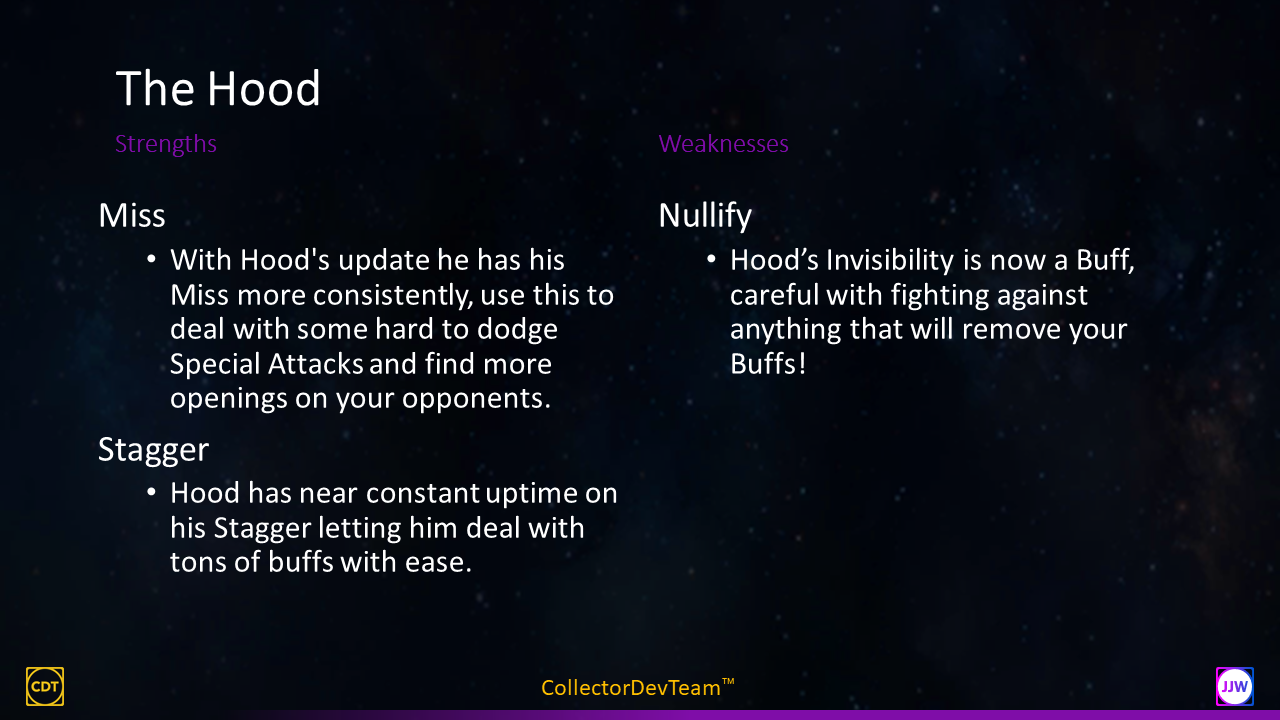 The Hood
Strengths
Miss
• With Hood's update he has his
Miss more consistently, use this to
deal with some hard to dodge
Special Attacks and find more
openings on your opponents.
Stagger
• Hood has near constant uptime on
his Stagger letting him deal with
tons of buffs with ease.
Weaknesses
Nullify
• Hood’s Invisibility is now a Buff,
careful with fighting against
anything that will remove your
Buffs!
CDT
CollectorDevTeam™
JJW